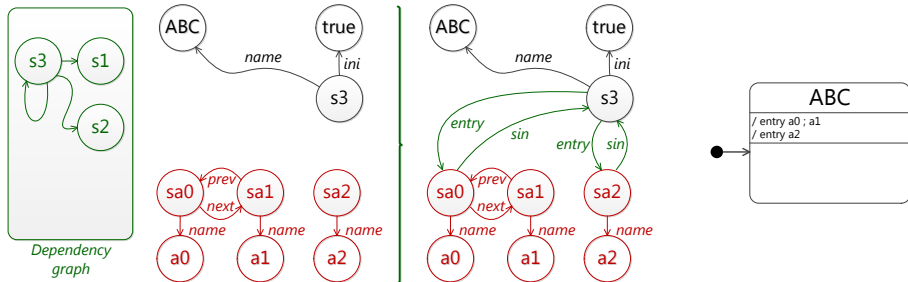 s3
s1
s2
Dependency
graph
ABC
true
name
ini
s3
prev
sa0
sa1
sa2
next
name
name
name
a0
a1
a2
ABC
true
name
ini
s3
entry
sin
entry
sin
prev
sa0
sa1
sa2
next
name
name
name
a0
a1
a2
ABC
/ entry a0 ; a1
/ entry a2